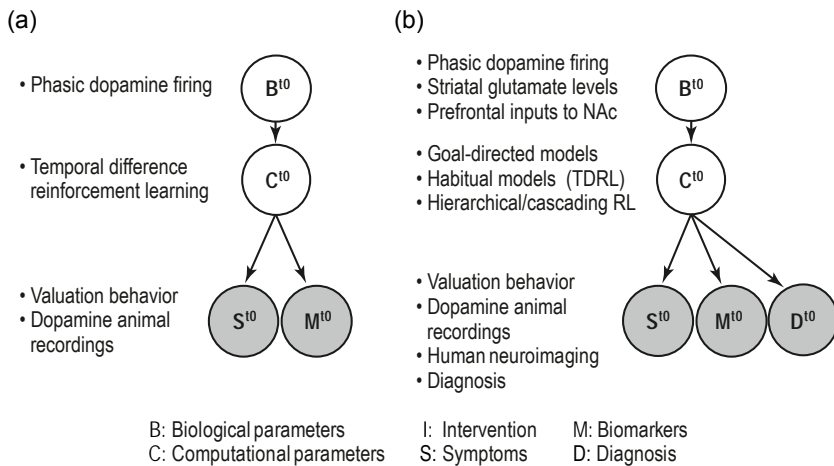 (a)
• Phasic dopamine firing
B^t0
• Temporal difference
reinforcement learning
C^t0
• Valuation behavior
• Dopamine animal
recordings
S^t0 M^t0
(b)
• Phasic dopamine firing
• Striatal glutamate levels
• Prefrontal inputs to NAc
B^t0
• Goal-directed models
• Habitual models (TDRL)
• Hierarchical/cascading RL
C^t0
• Valuation behavior
• Dopamine animal
recordings
• Human neuroimaging
• Diagnosis
S^t0 M^t0 D^t0
B: Biological parameters I: Intervention M: Biomarkers
C: Computational parameters S: Symptoms D: Diagnosis